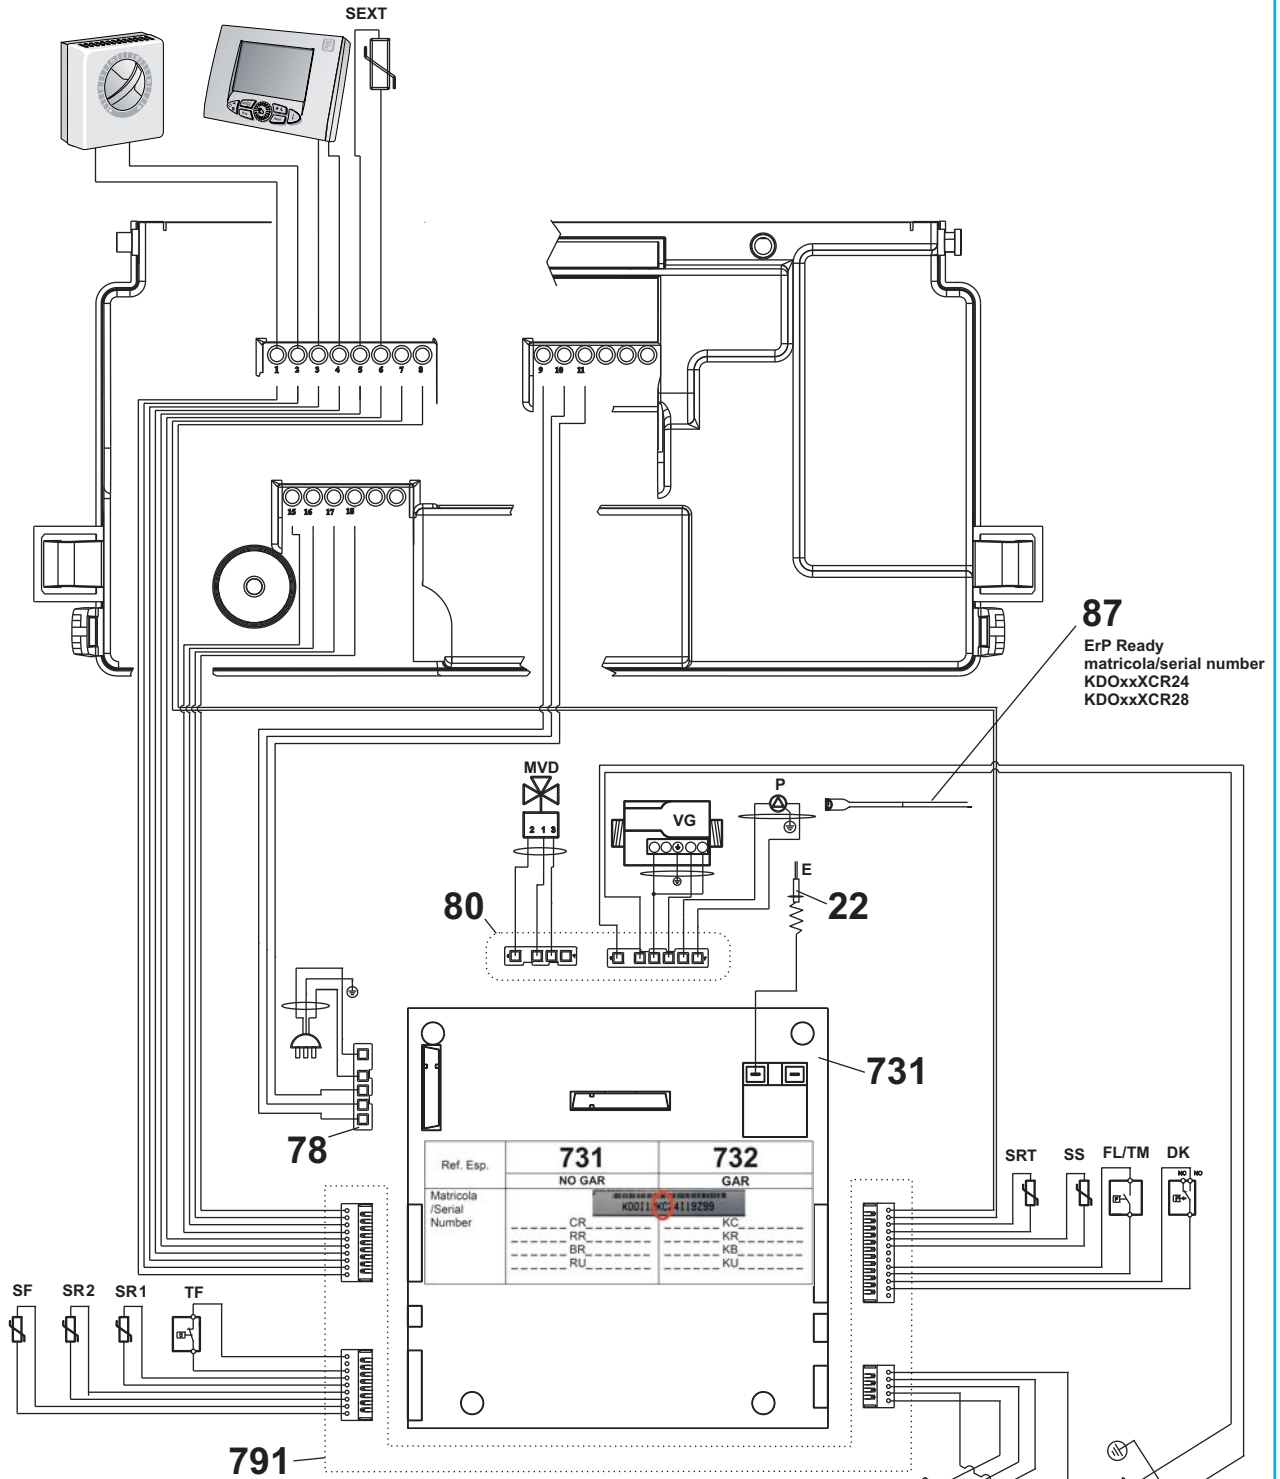 SEXT
1 2 3 4 5 6 7 8
9 10 11
15 16 17 18
87
ErP Ready
matricola/serial number
KDOxxXCR24
KDOxxXCR28
MVD
2 1 3
VG
P
E
80
22
731
78
Ref. Esp.
731
732
NO GAR
GAR
Matricola
/Serial
Number
CR
KC
RR
KR
BR
KB
RU
KU
SRT
SS
FL/TM
DK
NC NO
SF
SR2
SR1
TF
791